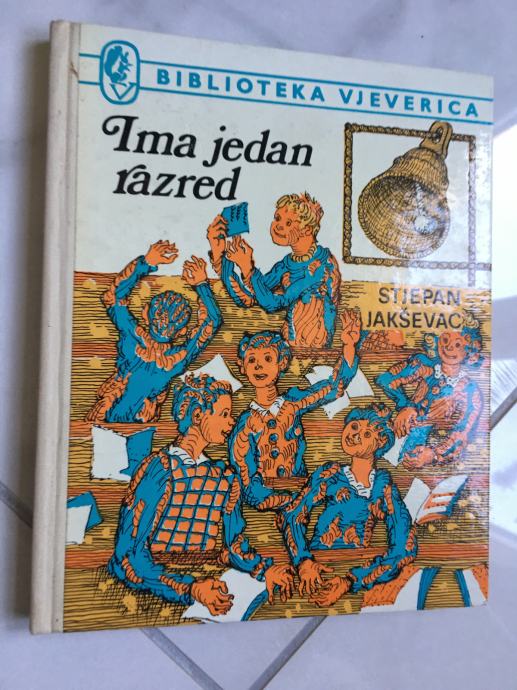 BIBLIOTEKA VJEVERICA
Ima jedan
razred
STJEPAN
JAKŠEVAC